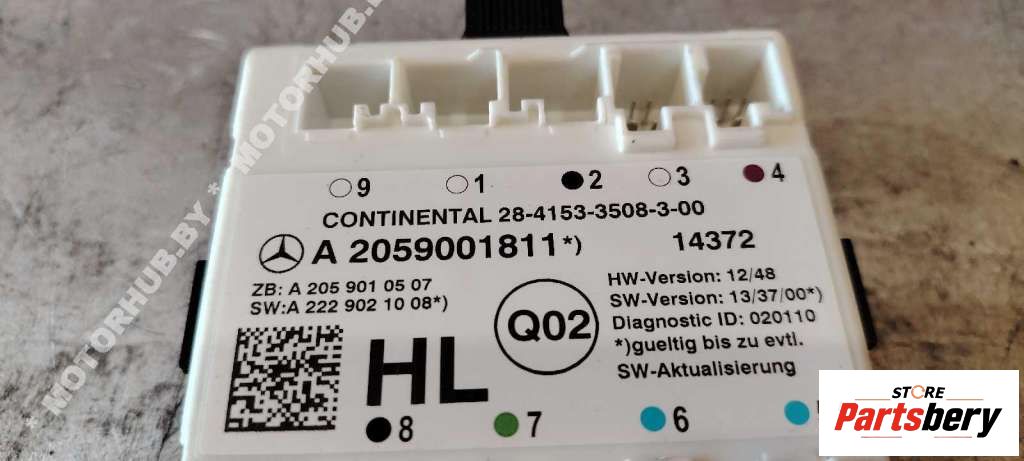 MOTORHUB.BY * MOTORHUB.BY * MOTORHUB.BY
9 1 2 3 4
CONTINENTAL 28-4153-3508-3-00
A 2059001811*) 14372
ZB: A 205 901 05 07
SW:A 222 902 10 08*)
HW-Version: 12/48
SW-Version: 13/37/00*)
Diagnostic ID: 020110
*)gueltig bis zu evtl.
SW-Aktualisierung
Q02
HL
8 7 6
STORE
Partsbery